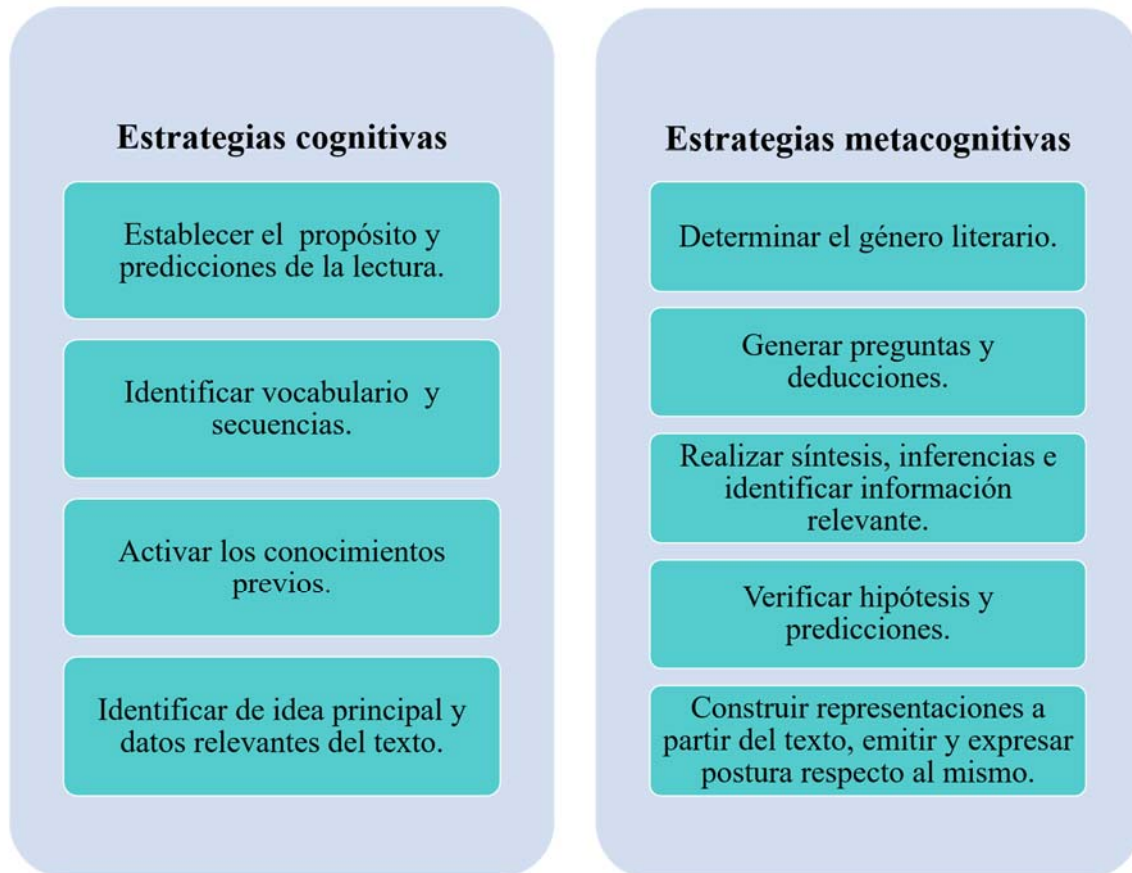 Estrategias cognitivas
Establecer el propósito y
predicciones de la lectura.
Identificar vocabulario y
secuencias.
Activar los conocimientos
previos.
Identificar de idea principal y
datos relevantes del texto.
Estrategias metacognitivas
Determinar el género literario.
Generar preguntas y
deducciones.
Realizar síntesis, inferencias e
identificar información
relevante.
Verificar hipótesis y
predicciones.
Construir representaciones a
partir del texto, emitir y expresar
postura respecto al mismo.